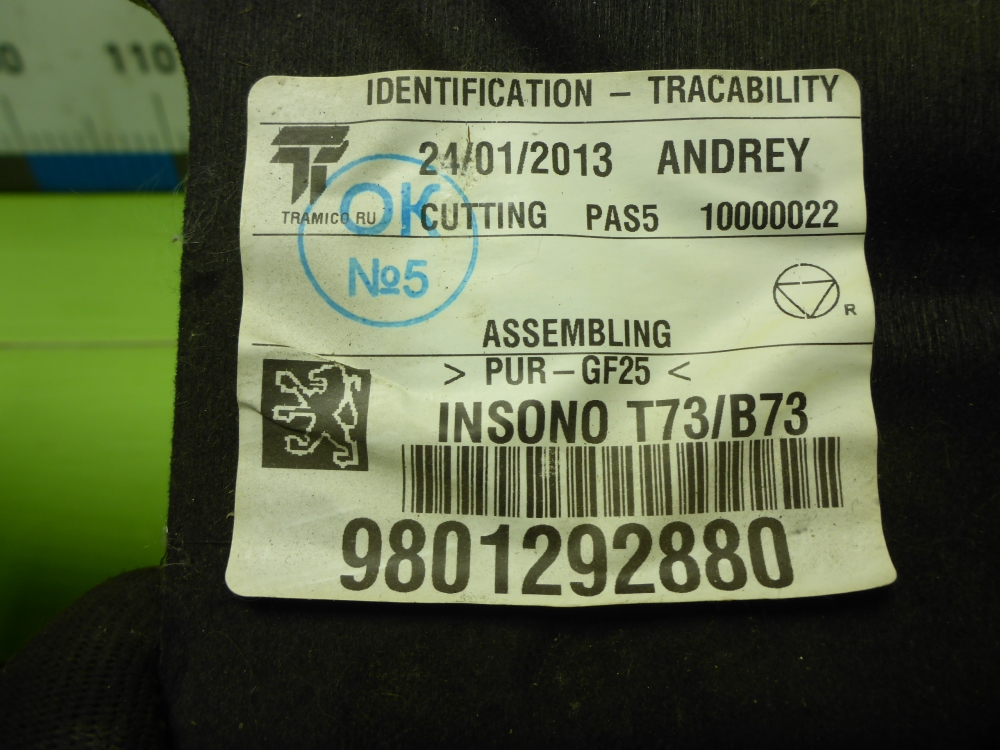 110
IDENTIFICATION – TRACABILITY
24/01/2013 ANDREY
TRAMICO RU
CUTTING PAS5 10000022
OK
№5
R
ASSEMBLING
> PUR–GF25 <
INSONO T73/B73
9801292880